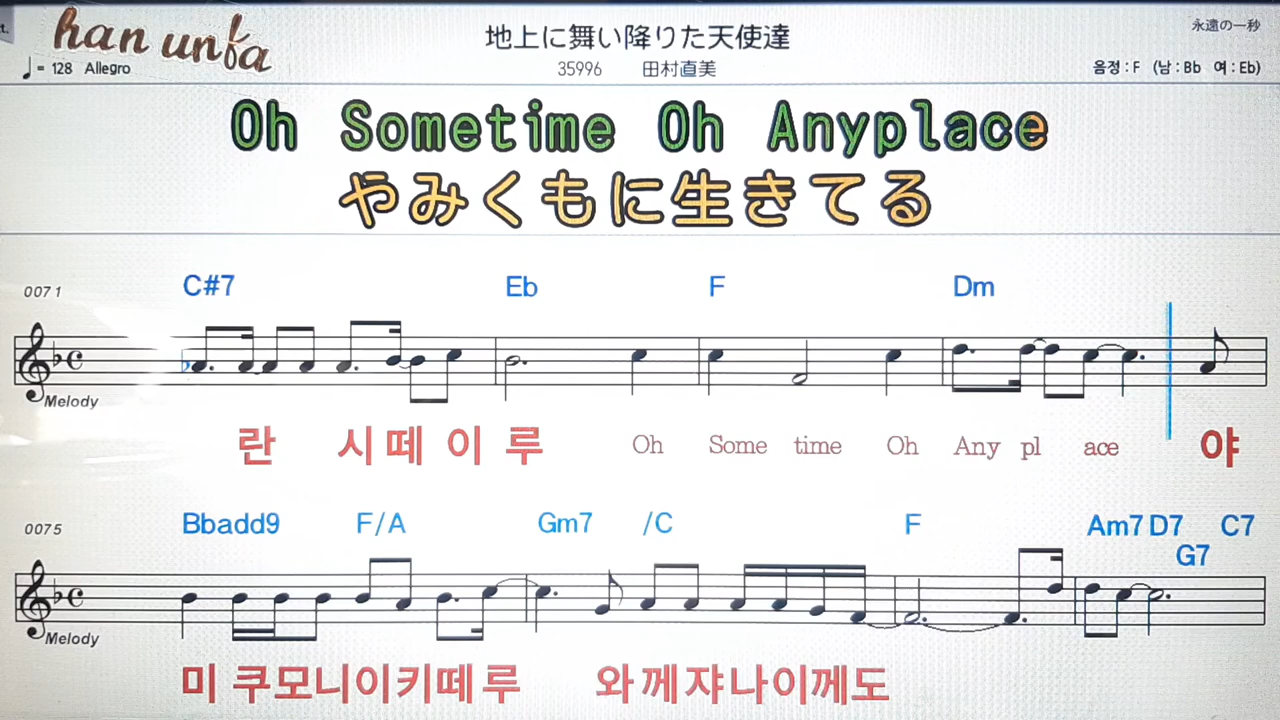 t.
han unfa
地上に舞い降りた天使達
永遠の一秒
♩= 128 Allegro
35996 田村直美
음정 : F (남 : Bb 여 : Eb)
Oh Sometime Oh Anyplace
やみくもに生きてる
0071
C#7 Eb F Dm
Melody
란 시 떼 이 루 Oh Some time Oh Any pl ace 야
0075
Bbadd9 F/A Gm7 /C F Am7 D7 C7
G7
Melody
미 쿠모니이키떼 루 와께쟈나이께도